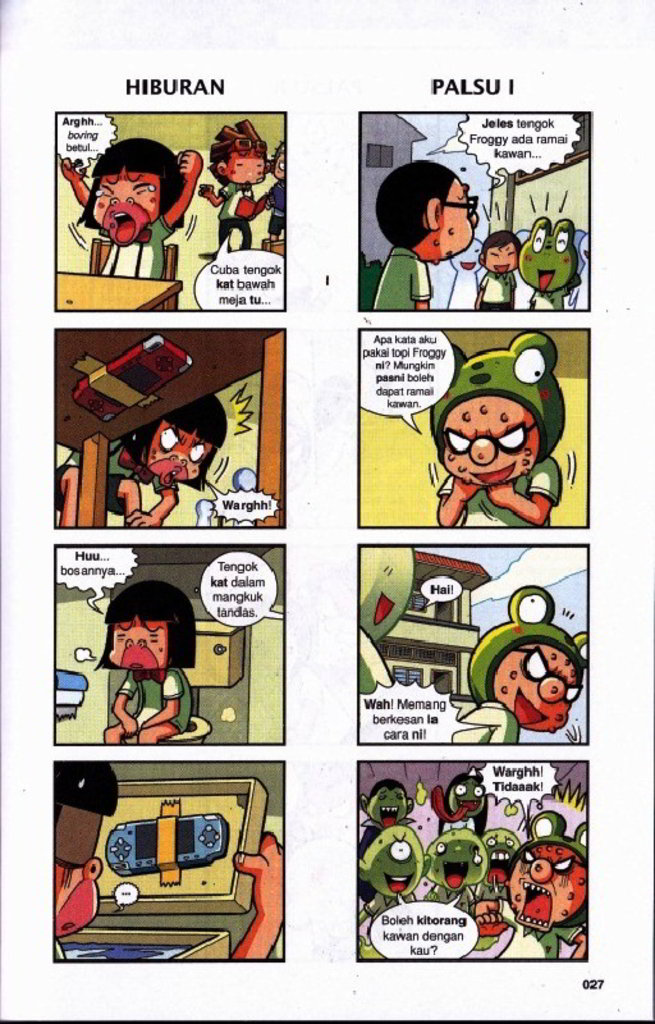 HIBURAN
Arghh...
boring
betul...
Cuba tengok
kat bawah
meja tu...
Warghh!
Huu...
bosannya...
Tengok
kat dalam
mangkuk
tandas.
...
PALSU I
Jeles tengok
Froggy ada ramai
kawan...
Apa kata aku
pakai topi Froggy
ni? Mungkin
pasni boleh
dapat ramai
kawan.
Hai!
Wah! Memang
berkesan la
cara ni!
Warghh!
Tidaaak!
Boleh kitorang
kawan dengan
kau?
027